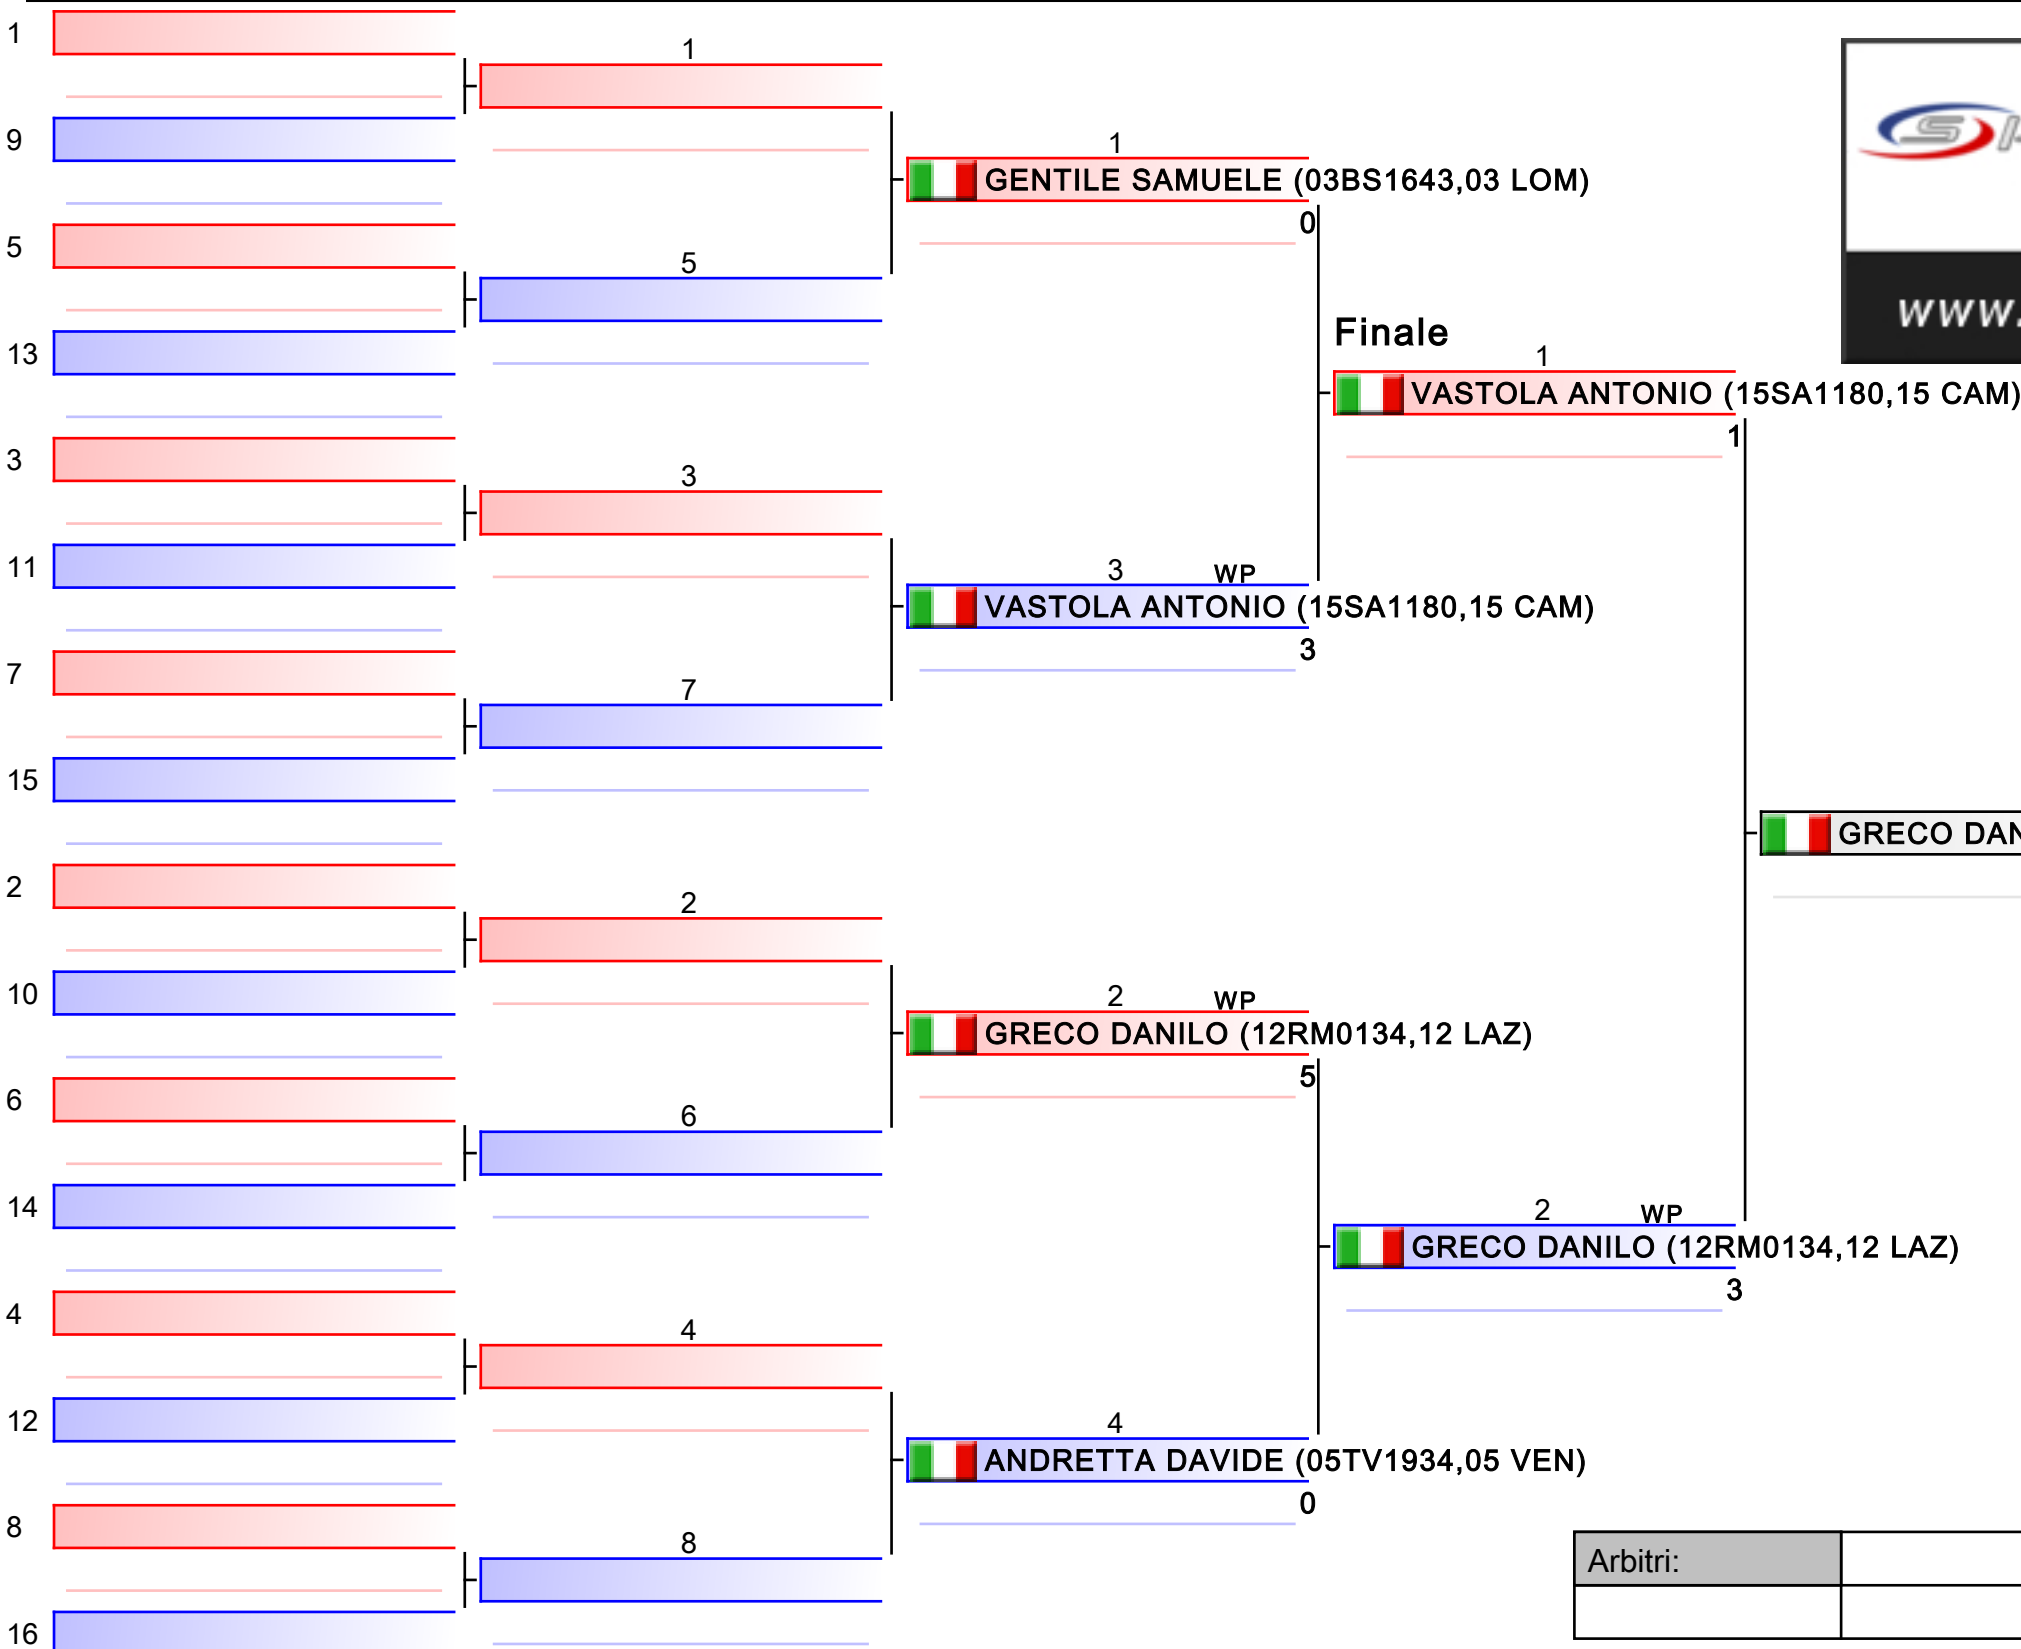 1
9
5
13
3
11
7
15
2
10
6
14
4
12
8
16
1
5
3
7
2
6
4
8
1
GENTILE SAMUELE (03BS1643,03 LOM)
0
3 WP
VASTOLA ANTONIO (15SA1180,15 CAM)
3
2 WP
GRECO DANILO (12RM0134,12 LAZ)
5
4
ANDRETTA DAVIDE (05TV1934,05 VEN)
0
Finale
1
VASTOLA ANTONIO (15SA1180,15 CAM)
1
2 WP
GRECO DANILO (12RM0134,12 LAZ)
3
GRECO DAN
www.
Arbitri: